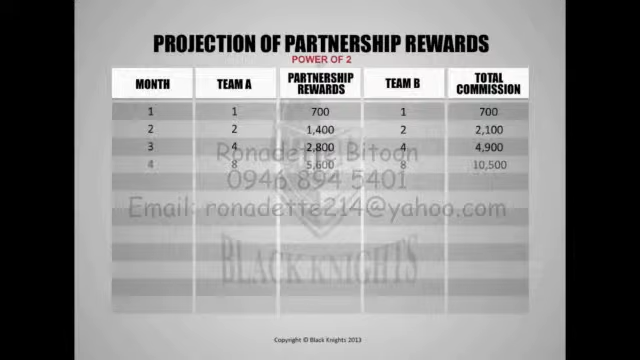 PROJECTION OF PARTNERSHIP REWARDS
POWER OF 2
MONTH TEAM A PARTNERSHIP REWARDS TEAM B TOTAL COMMISSION
1 1 700 1 700
2 2 1,400 2 2,100
3 4 2,800 4 4,900
4 8 5,600 8 10,500
Ronadette Bitoon
0946 894 5401
Email: ronadette214@yahoo.com
BLACK KNIGHTS
Copyright © Black Knights 2013